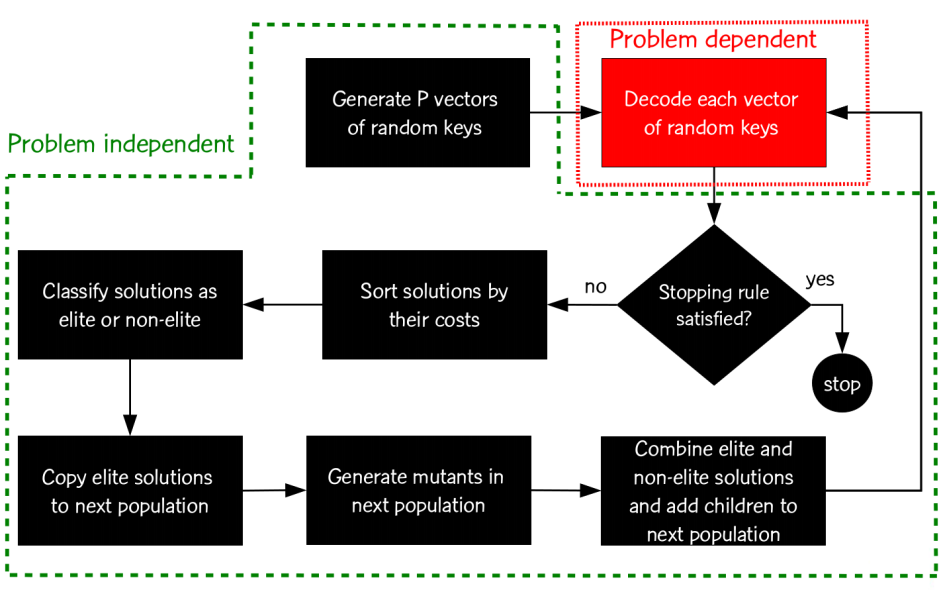 Problem dependent
Generate P vectors
of random keys
Decode each vector
of random keys
Problem independent
Classify solutions as
elite or non-elite
Sort solutions by
their costs
no
Stopping rule
satisfied?
yes
stop
Copy elite solutions
to next population
Generate mutants in
next population
Combine elite and
non-elite solutions
and add children to
next population